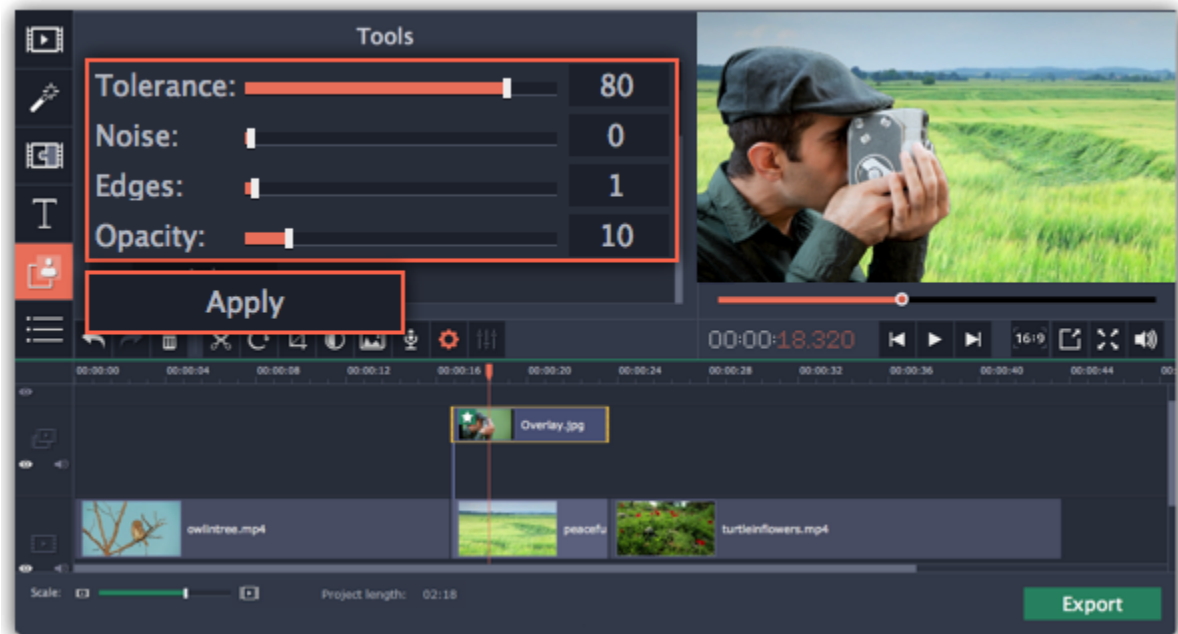 Tools
Tolerance: 80
Noise: 0
Edges: 1
Opacity: 10
Apply
00:00:18.320
16:9
00:00:00 00:00:04 00:00:08 00:00:12 00:00:16 00:00:20 00:00:24 00:00:28 00:00:32 00:00:36 00:00:40 00:00:44 00:
Overlay.jpg
owlintree.mp4 peacefu turtleinflowers.mp4
Scale: Project length: 02:18
Export